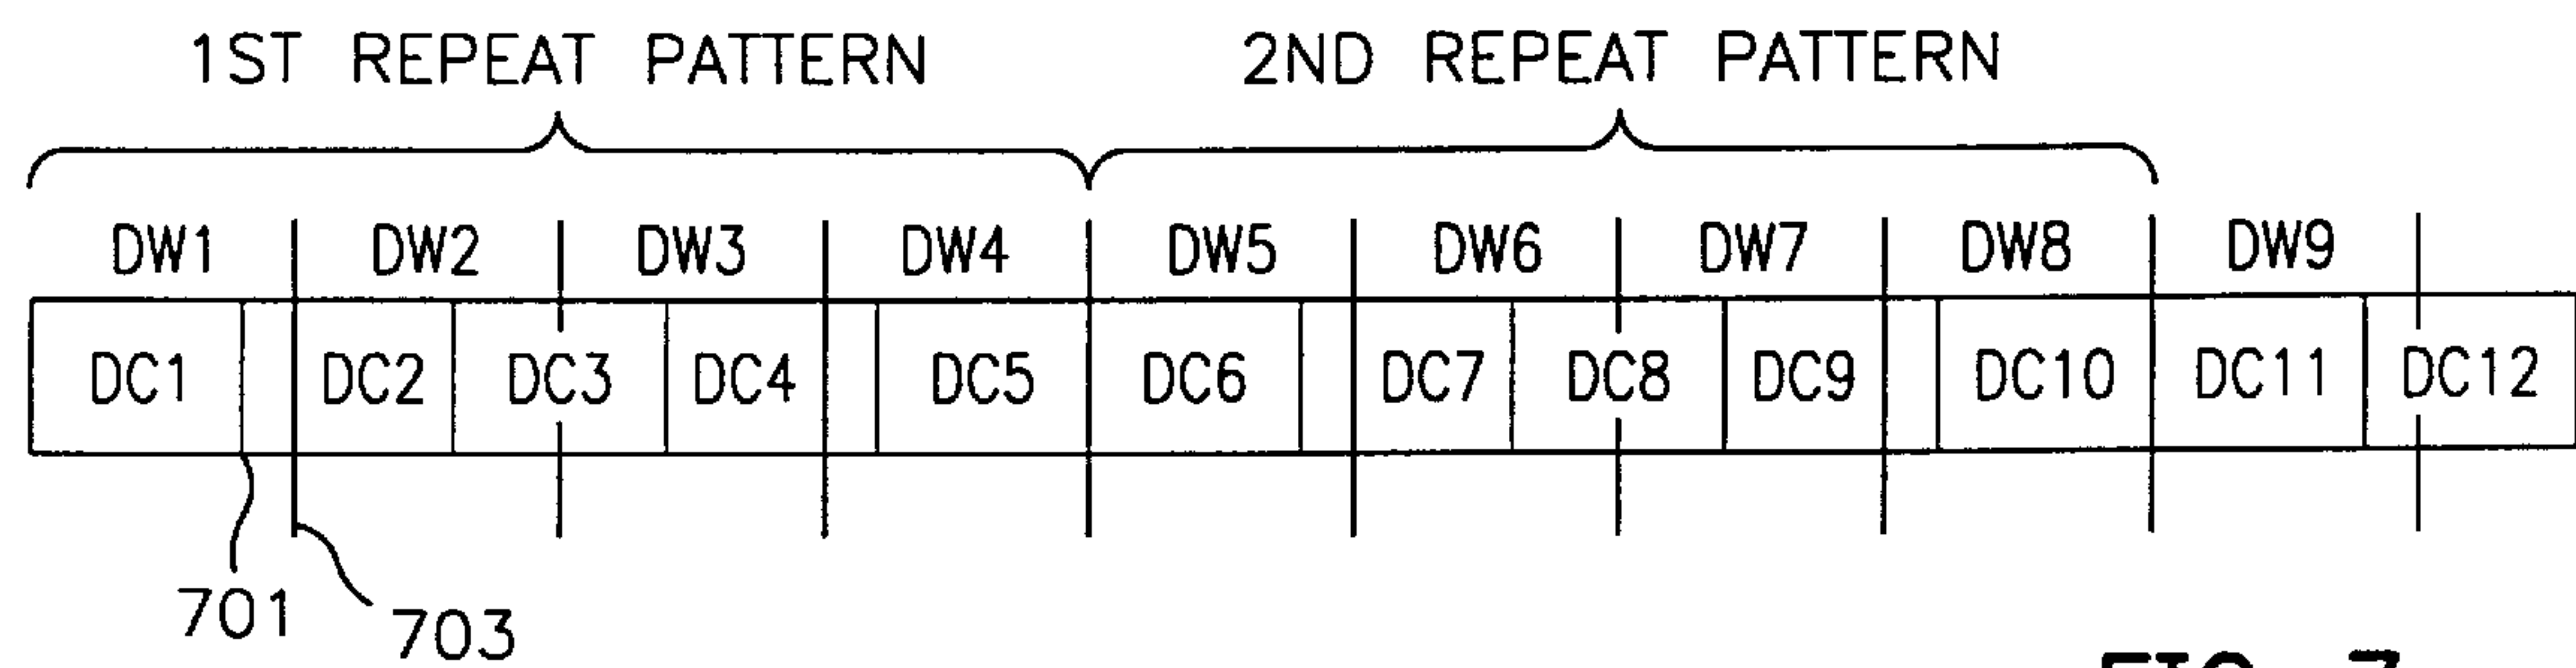 1ST REPEAT PATTERN 2ND REPEAT PATTERN
DW1 DW2 DW3 DW4 DW5 DW6 DW7 DW8 DW9
DC1 DC2 DC3 DC4 DC5 DC6 DC7 DC8 DC9 DC10 DC11 DC12
701
703